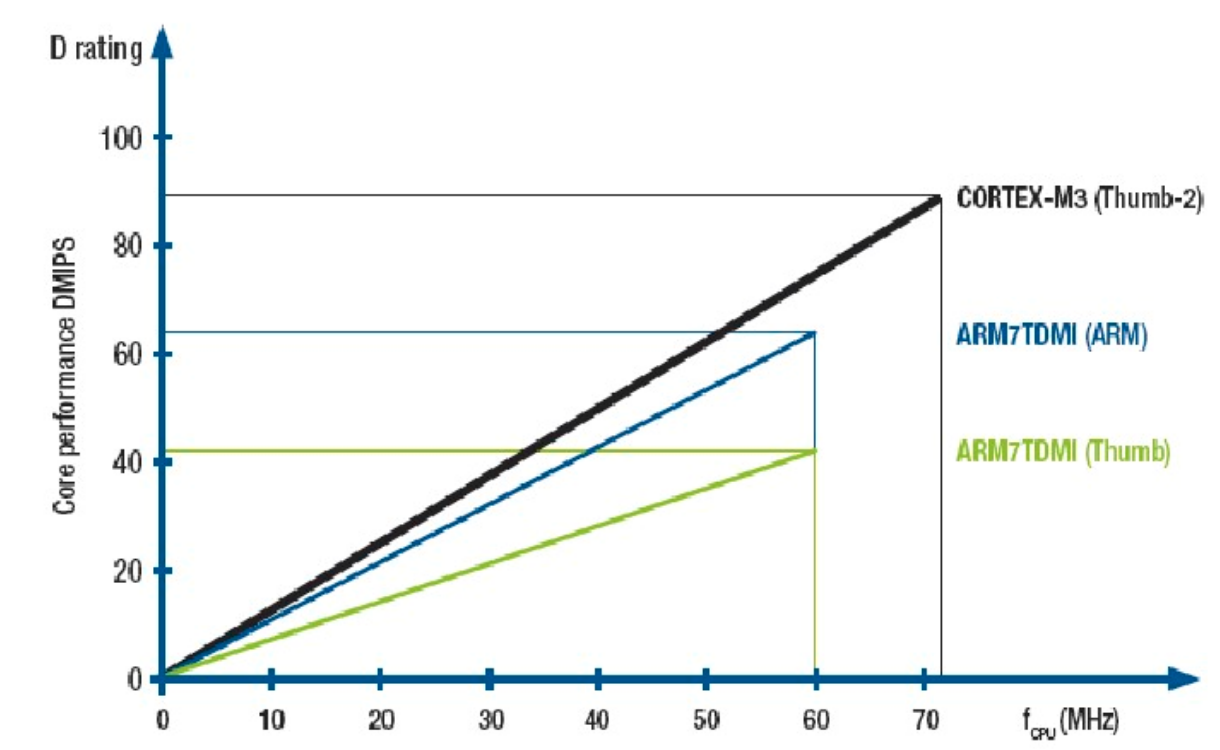 D rating
100
80
60
40
20
0
Core performance DMIPS
CORTEX-M3 (Thumb-2)
ARM7TDMI (ARM)
ARM7TDMI (Thumb)
0 10 20 30 40 50 60 70 fCPU (MHz)